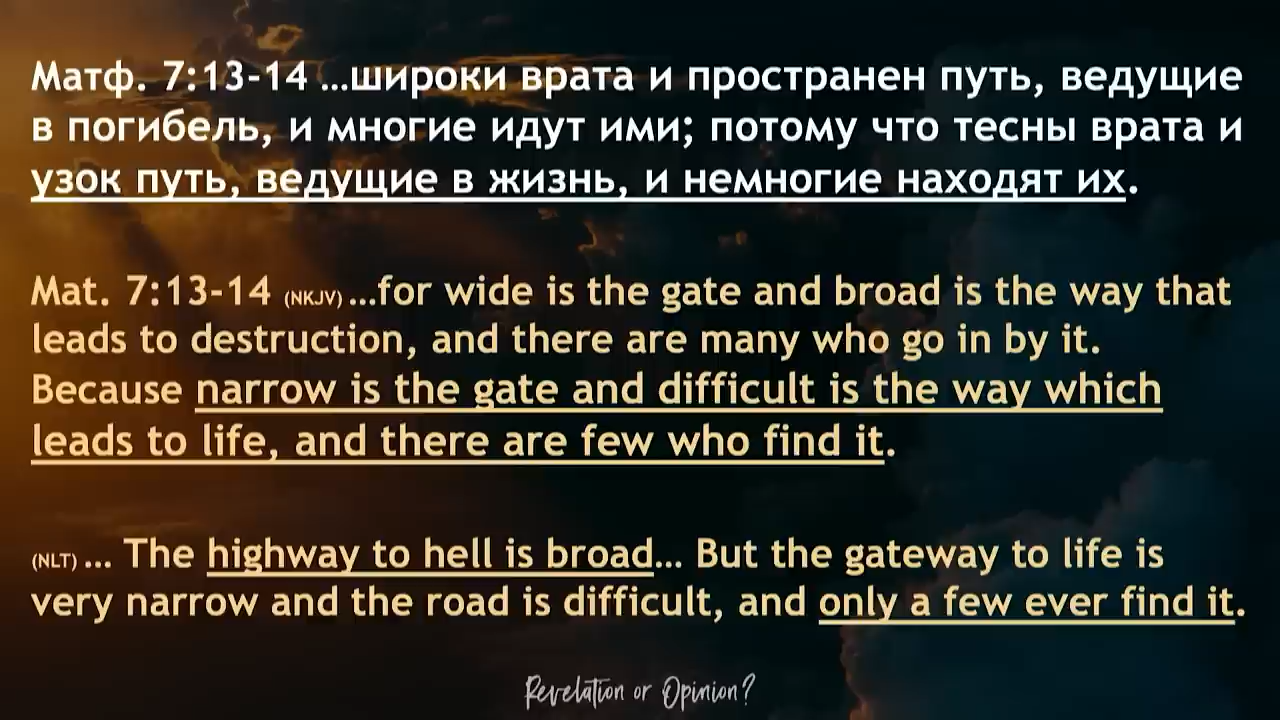 Матф. 7:13-14 ...широки врата и пространен путь, ведущие
в погибель, и многие идут ими; потому что тесны врата и
узок путь, ведущие в жизнь, и немногие находят их.
Mat. 7:13-14 (NKJV) ...for wide is the gate and broad is the way that
leads to destruction, and there are many who go in by it.
Because narrow is the gate and difficult is the way which
leads to life, and there are few who find it.
(NLT) ... The highway to hell is broad... But the gateway to life is
very narrow and the road is difficult, and only a few ever find it.
Revelation or Opinion?